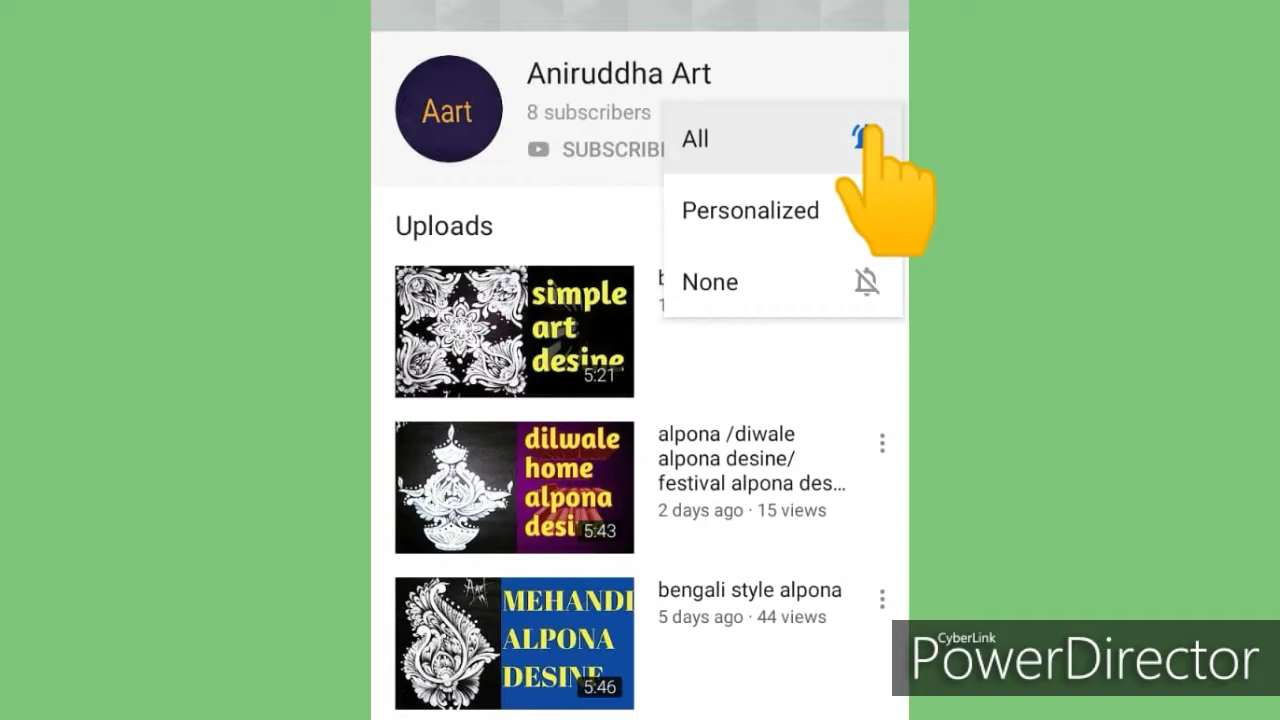 Aart
Aniruddha Art
8 subscribers
SUBSCRIB
All
Personalized
None
Uploads
simple
art
desine
5:21
dilwale
home
alpona
desi
5:43
alpona /diwale
alpona desine/
festival alpona des...
2 days ago · 15 views
MEHANDI
ALPONA
DESINE
5:46
bengali style alpona
5 days ago · 44 views
CyberLink
PowerDirector